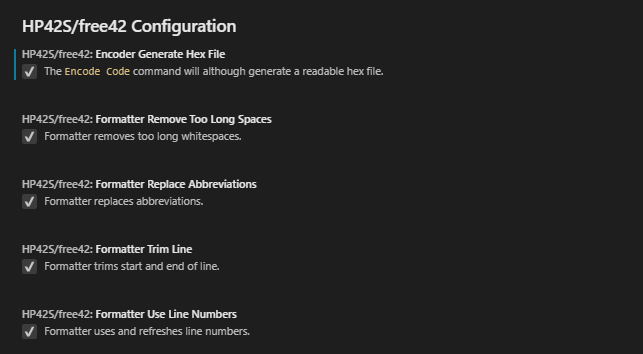 HP42S/free42 Configuration
HP42S/free42: Encoder Generate Hex File
The Encode Code command will although generate a readable hex file.
HP42S/free42: Formatter Remove Too Long Spaces
Formatter removes too long whitespaces.
HP42S/free42: Formatter Replace Abbreviations
Formatter replaces abbreviations.
HP42S/free42: Formatter Trim Line
Formatter trims start and end of line.
HP42S/free42: Formatter Use Line Numbers
Formatter uses and refreshes line numbers.